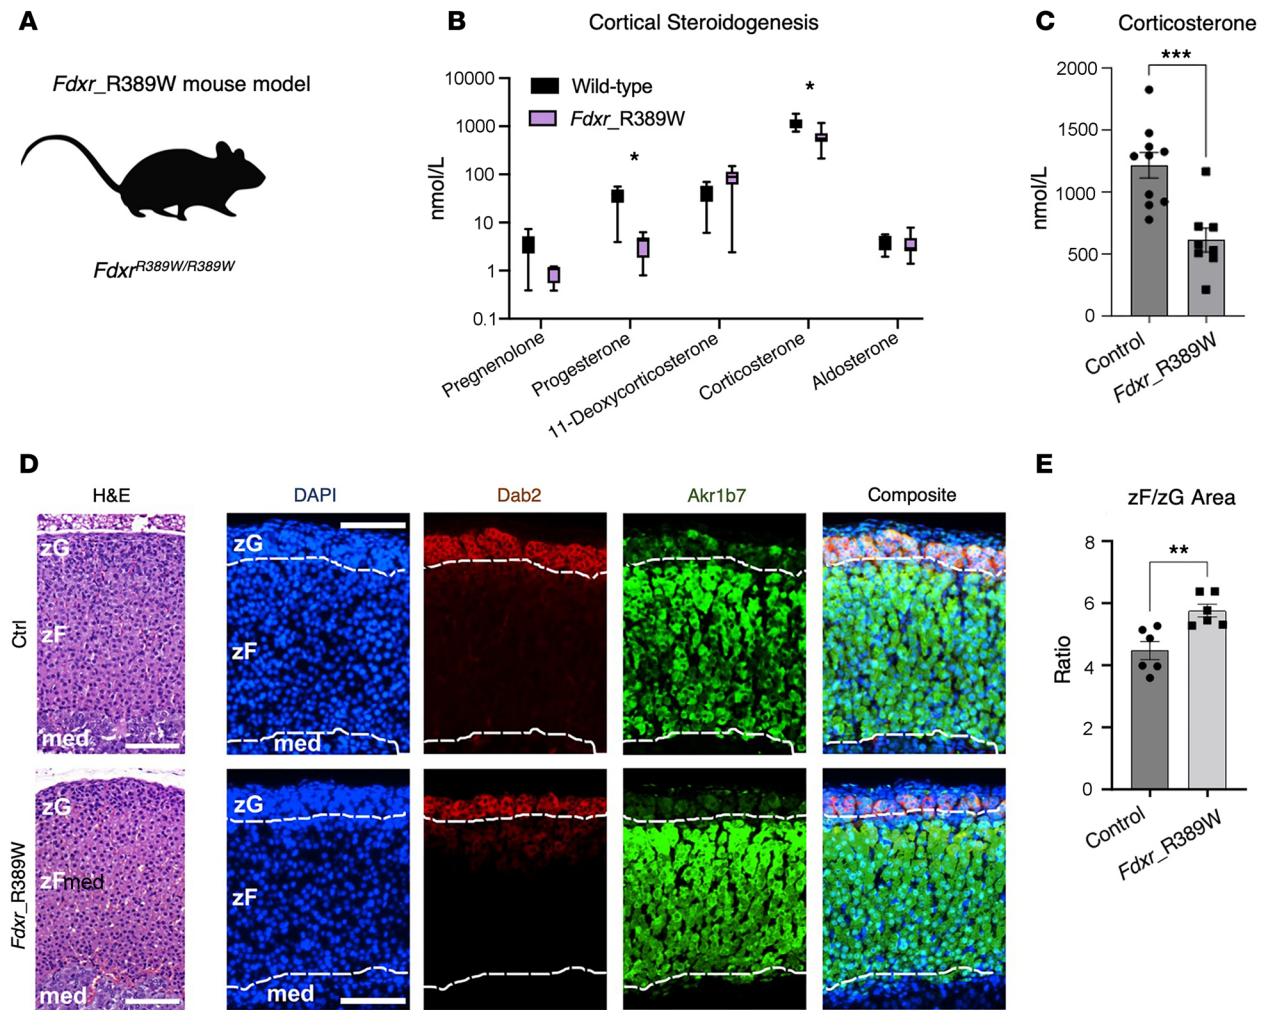 A
Fdxr_R389W mouse model
Fdxr^R389W/R389W
B
Cortical Steroidogenesis
nmol/L
10000
1000
100
10
1
0.1
Wild-type
Fdxr_R389W
*
*
Pregnenolone
Progesterone
11-Deoxycorticosterone
Corticosterone
Aldosterone
C
Corticosterone
***
nmol/L
2000
1500
1000
500
0
Control
Fdxr_R389W
D
H&E
DAPI
Dab2
Akr1b7
Composite
Ctrl
zG
zF
med
zG
zF
med
Fdxr_R389W
zG
zFmed
med
zG
zF
med
E
zF/zG Area
**
Ratio
8
6
4
2
0
Control
Fdxr_R389W